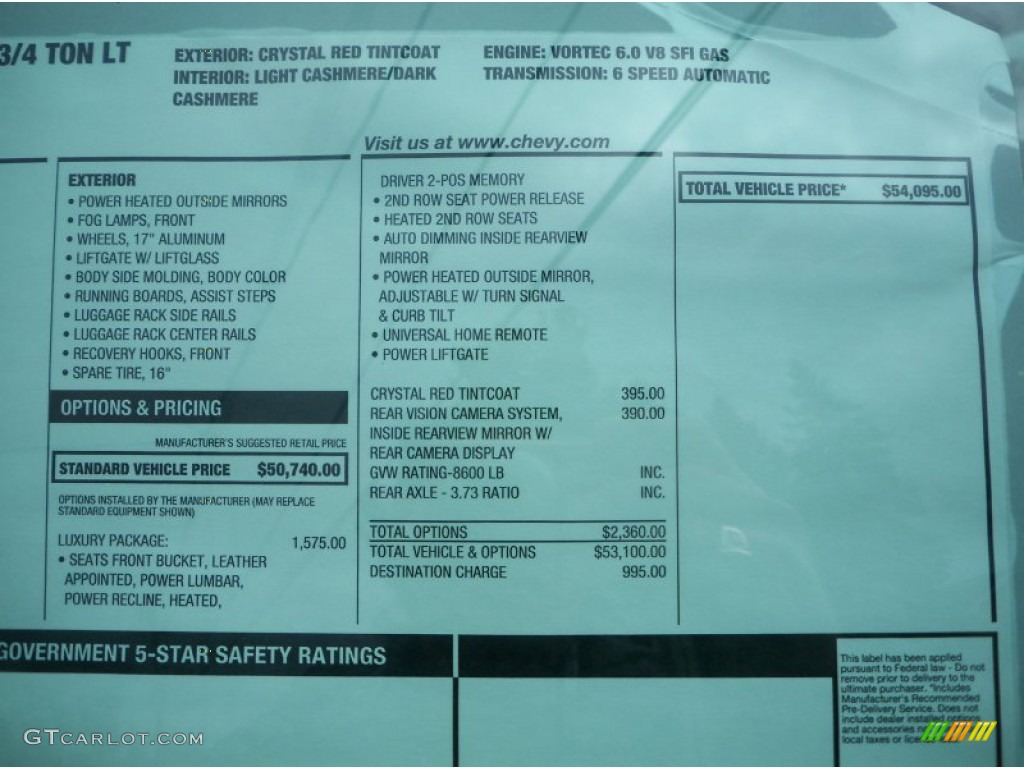 3/4 TON LT
EXTERIOR: CRYSTAL RED TINTCOAT
INTERIOR: LIGHT CASHMERE/DARK
CASHMERE
ENGINE: VORTEC 6.0 V8 SFI GAS
TRANSMISSION: 6 SPEED AUTOMATIC
Visit us at www.chevy.com
EXTERIOR
• POWER HEATED OUTSIDE MIRRORS
• FOG LAMPS, FRONT
• WHEELS, 17" ALUMINUM
• LIFTGATE W/ LIFTGLASS
• BODY SIDE MOLDING, BODY COLOR
• RUNNING BOARDS, ASSIST STEPS
• LUGGAGE RACK SIDE RAILS
• LUGGAGE RACK CENTER RAILS
• RECOVERY HOOKS, FRONT
• SPARE TIRE, 16"
OPTIONS & PRICING
MANUFACTURER'S SUGGESTED RETAIL PRICE
STANDARD VEHICLE PRICE $50,740.00
OPTIONS INSTALLED BY THE MANUFACTURER (MAY REPLACE
STANDARD EQUIPMENT SHOWN)
LUXURY PACKAGE: 1,575.00
• SEATS FRONT BUCKET, LEATHER
APPOINTED, POWER LUMBAR,
POWER RECLINE, HEATED,
DRIVER 2-POS MEMORY
• 2ND ROW SEAT POWER RELEASE
• HEATED 2ND ROW SEATS
• AUTO DIMMING INSIDE REARVIEW
MIRROR
• POWER HEATED OUTSIDE MIRROR,
ADJUSTABLE W/ TURN SIGNAL
& CURB TILT
• UNIVERSAL HOME REMOTE
• POWER LIFTGATE
CRYSTAL RED TINTCOAT 395.00
REAR VISION CAMERA SYSTEM, 390.00
INSIDE REARVIEW MIRROR W/
REAR CAMERA DISPLAY
GVW RATING-8600 LB INC.
REAR AXLE - 3.73 RATIO INC.
TOTAL OPTIONS $2,360.00
TOTAL VEHICLE & OPTIONS $53,100.00
DESTINATION CHARGE 995.00
TOTAL VEHICLE PRICE* $54,095.00
GOVERNMENT 5-STAR SAFETY RATINGS
This label has been applied
pursuant to Federal law - Do not
remove prior to delivery to the
ultimate purchaser. *Includes
Manufacturer's Recommended
Pre-Delivery Service. Does not
include dealer installed options
and accessories
local taxes or
GTCARLOT.COM